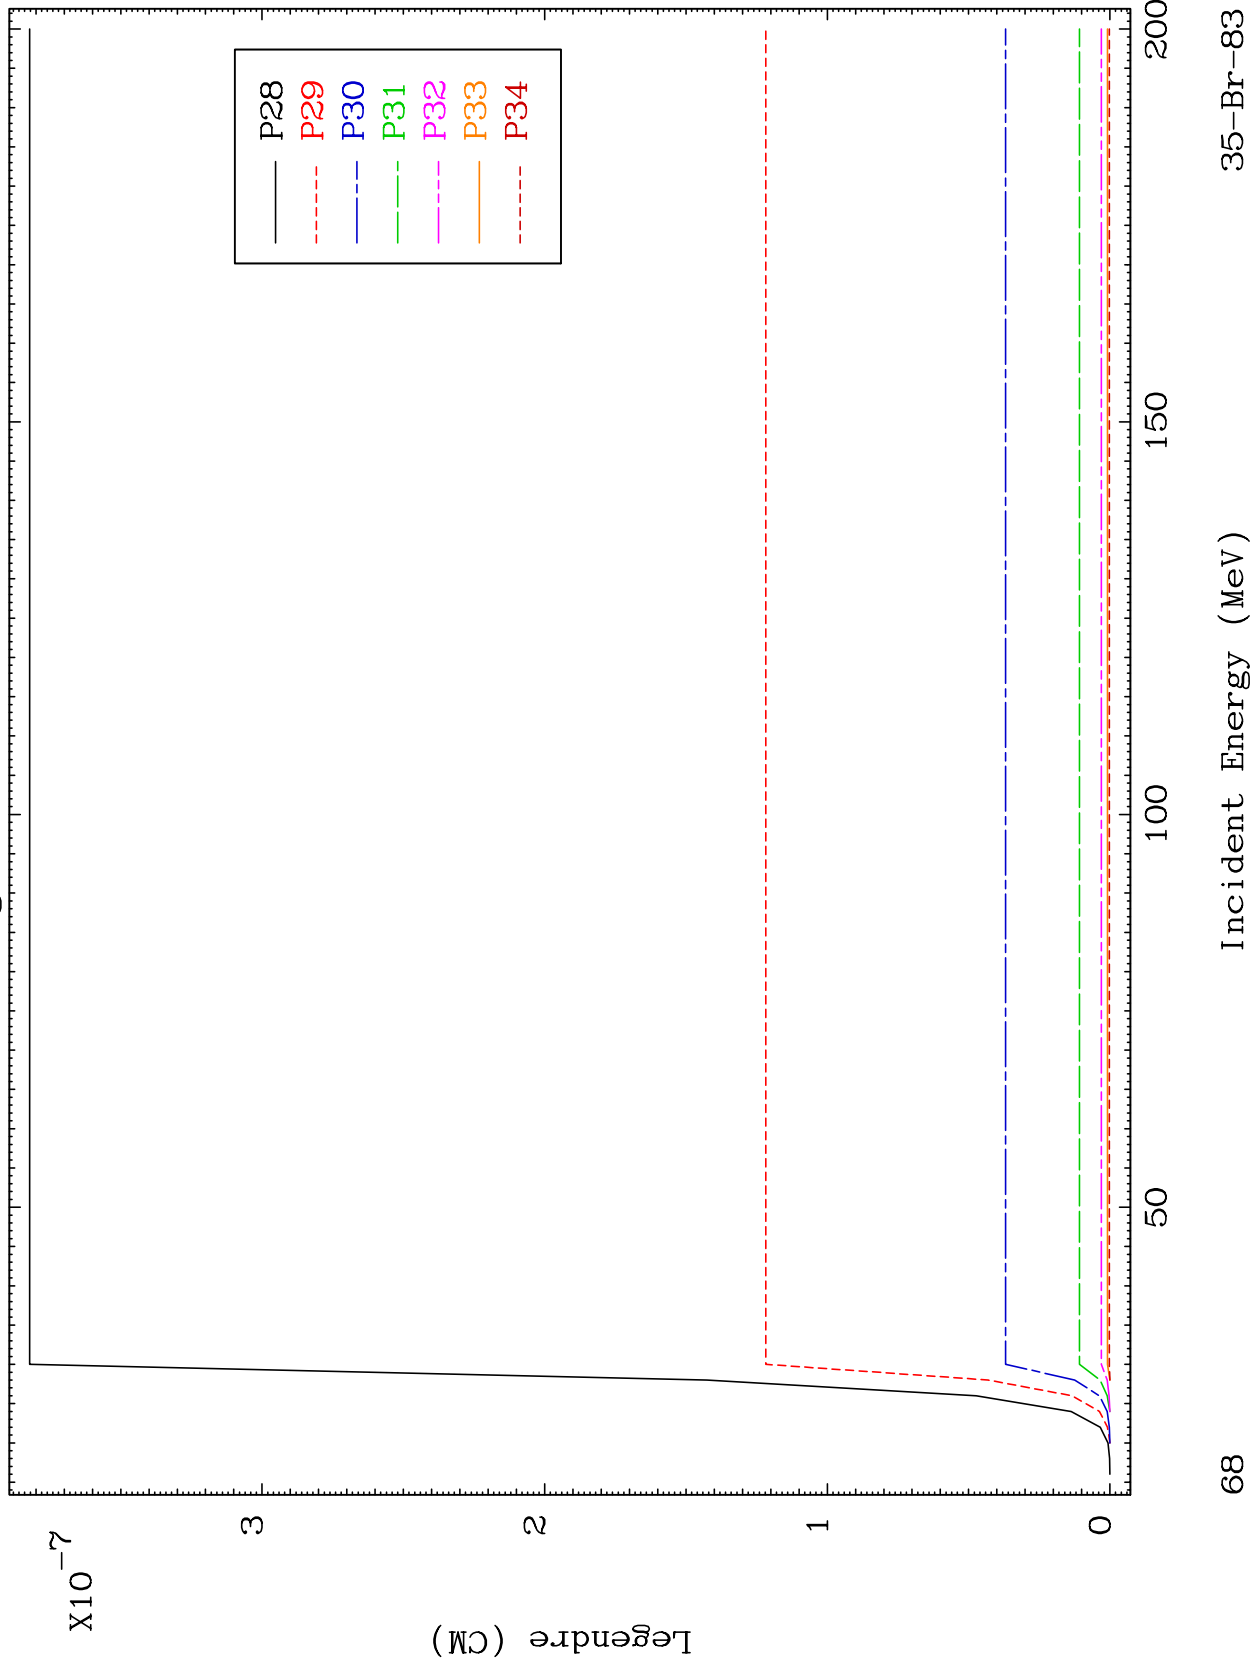 X10-7
3
2
1
0
Legendre (CM)
P28
P29
P30
P31
P32
P33
P34
50
100
150
200
68
Incident Energy (MeV)
35-Br-83